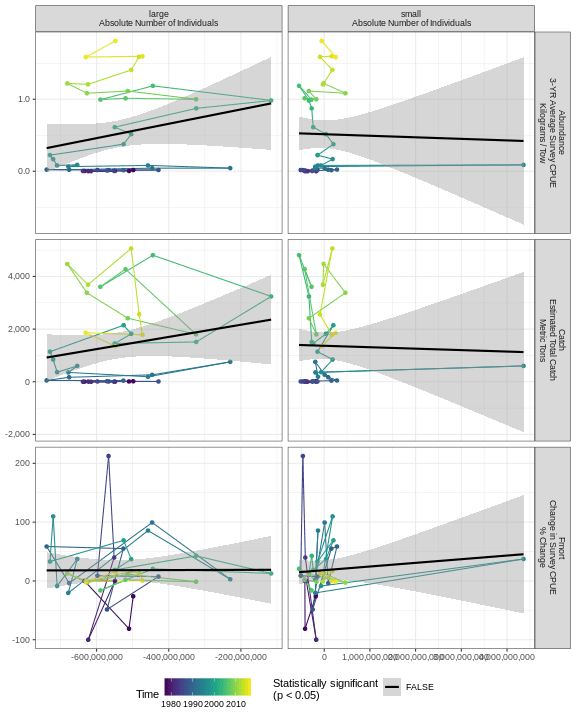 large
Absolute Number of Individuals
small
Absolute Number of Individuals
1.0
0.0
Abundance
3-YR Average Survey CPUE
Kilograms / Tow
4,000
2,000
0
-2,000
Catch
Estimated Total Catch
Metric Tons
200
100
0
-100
Fmort
Change in Survey CPUE
% Change
-600,000,000
-400,000,000
-200,000,000
0
1,000,000,000
2,000,000,000
3,000,000,000
4,000,000,000
Time
1980 1990 2000 2010
Statistically significant
(p < 0.05)
FALSE